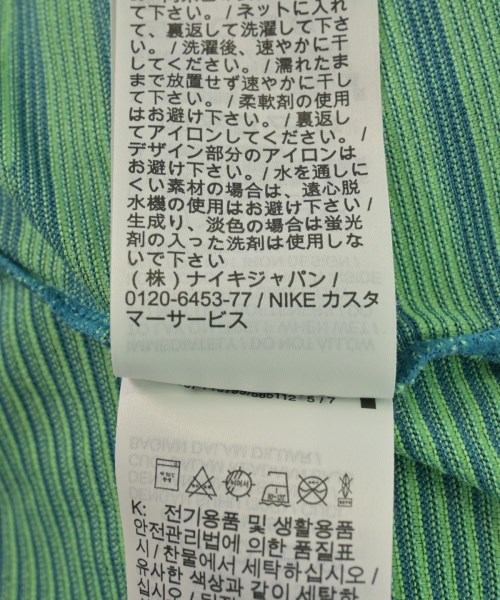 て下さい。/ ネットに入れ
て、裏返して洗濯して下さ
い。/ 洗濯後、速やかに干
してください。/ 濡れたま
まで放置せず速やかに干し
て下さい。/ 柔軟剤の使用
はお避け下さい。/ 裏返し
てアイロンしてください。/
デザイン部分のアイロンは
お避け下さい。/ 水を通しに
くい素材の場合は、遠心脱
水機の使用はお避け下さい /
生成り、淡色の場合は蛍光
剤の入った洗剤は使用しな
いで下さい
(株) ナイキジャパン /
0120-6453-77 / NIKE カスタ
マーサービス
5 / 7
K: 전기용품 및 생활용품
안전관리법에 의한 품질표
시 / 찬물에서 세탁하십시오 /
유사한 색상과 같이 세탁하
십시오 /